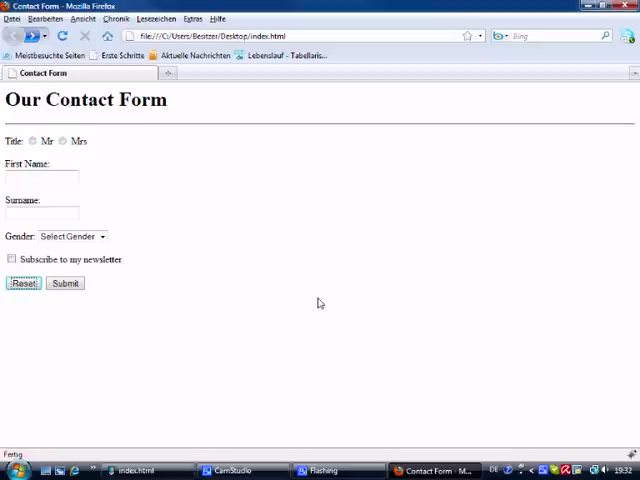 Contact Form - Mozilla Firefox
Datei Bearbeiten Ansicht Chronik Lesezeichen Extras Hilfe
file:///C:/Users/Besitzer/Desktop/index.html
Bing
Meistbesuchte Seiten Erste Schritte Aktuelle Nachrichten Lebenslauf - Tabellaris...
Contact Form
Our Contact Form
Title: Mr Mrs
First Name:
Surname:
Gender: Select Gender
Subscribe to my newsletter
Reset Submit
Fertig
index.html CamStudio Flashing Contact Form - M... DE 19:32